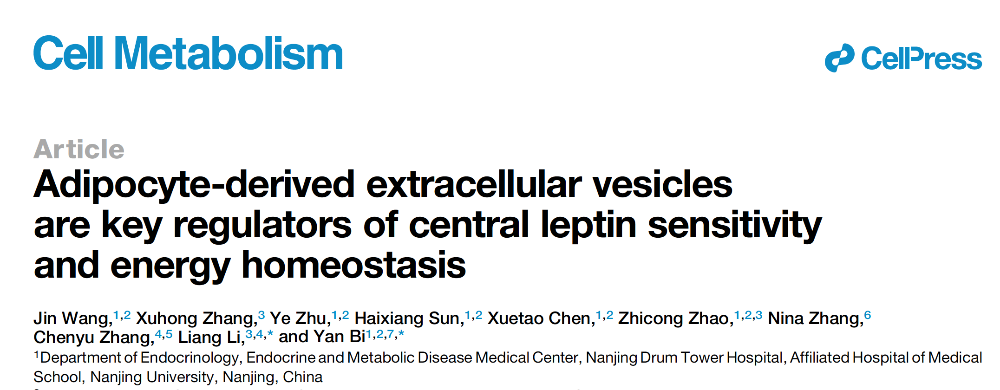 Cell Metabolism
CellPress
Article
Adipocyte-derived extracellular vesicles
are key regulators of central leptin sensitivity
and energy homeostasis
Jin Wang,1,2 Xuhong Zhang,3 Ye Zhu,1,2 Haixiang Sun,1,2 Xuetao Chen,1,2 Zhicong Zhao,1,2,3 Nina Zhang,6
Chenyu Zhang,4,5 Liang Li,3,4,* and Yan Bi1,2,7,*
1Department of Endocrinology, Endocrine and Metabolic Disease Medical Center, Nanjing Drum Tower Hospital, Affiliated Hospital of Medical
School, Nanjing University, Nanjing, China